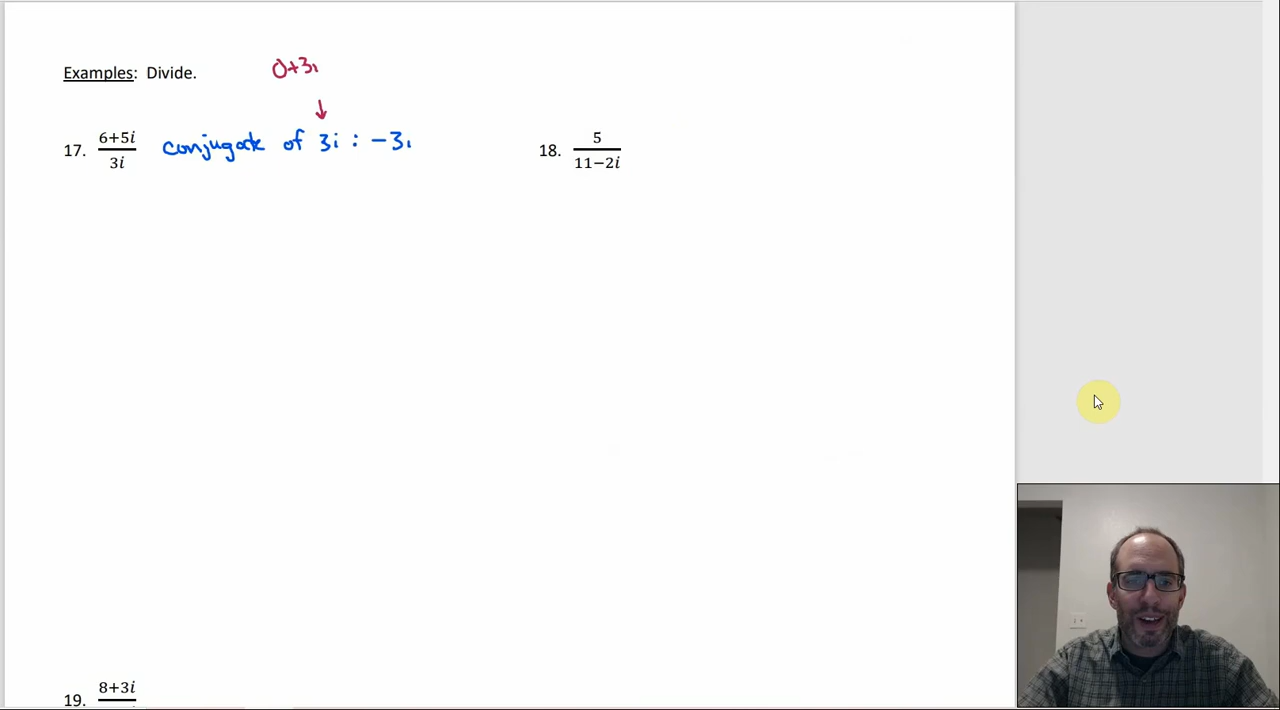 Examples: Divide.
0+3i
↓
17. (6+5i)/(3i) conjugate of 3i : -3i
18. 5/(11−2i)
19. 8+3i